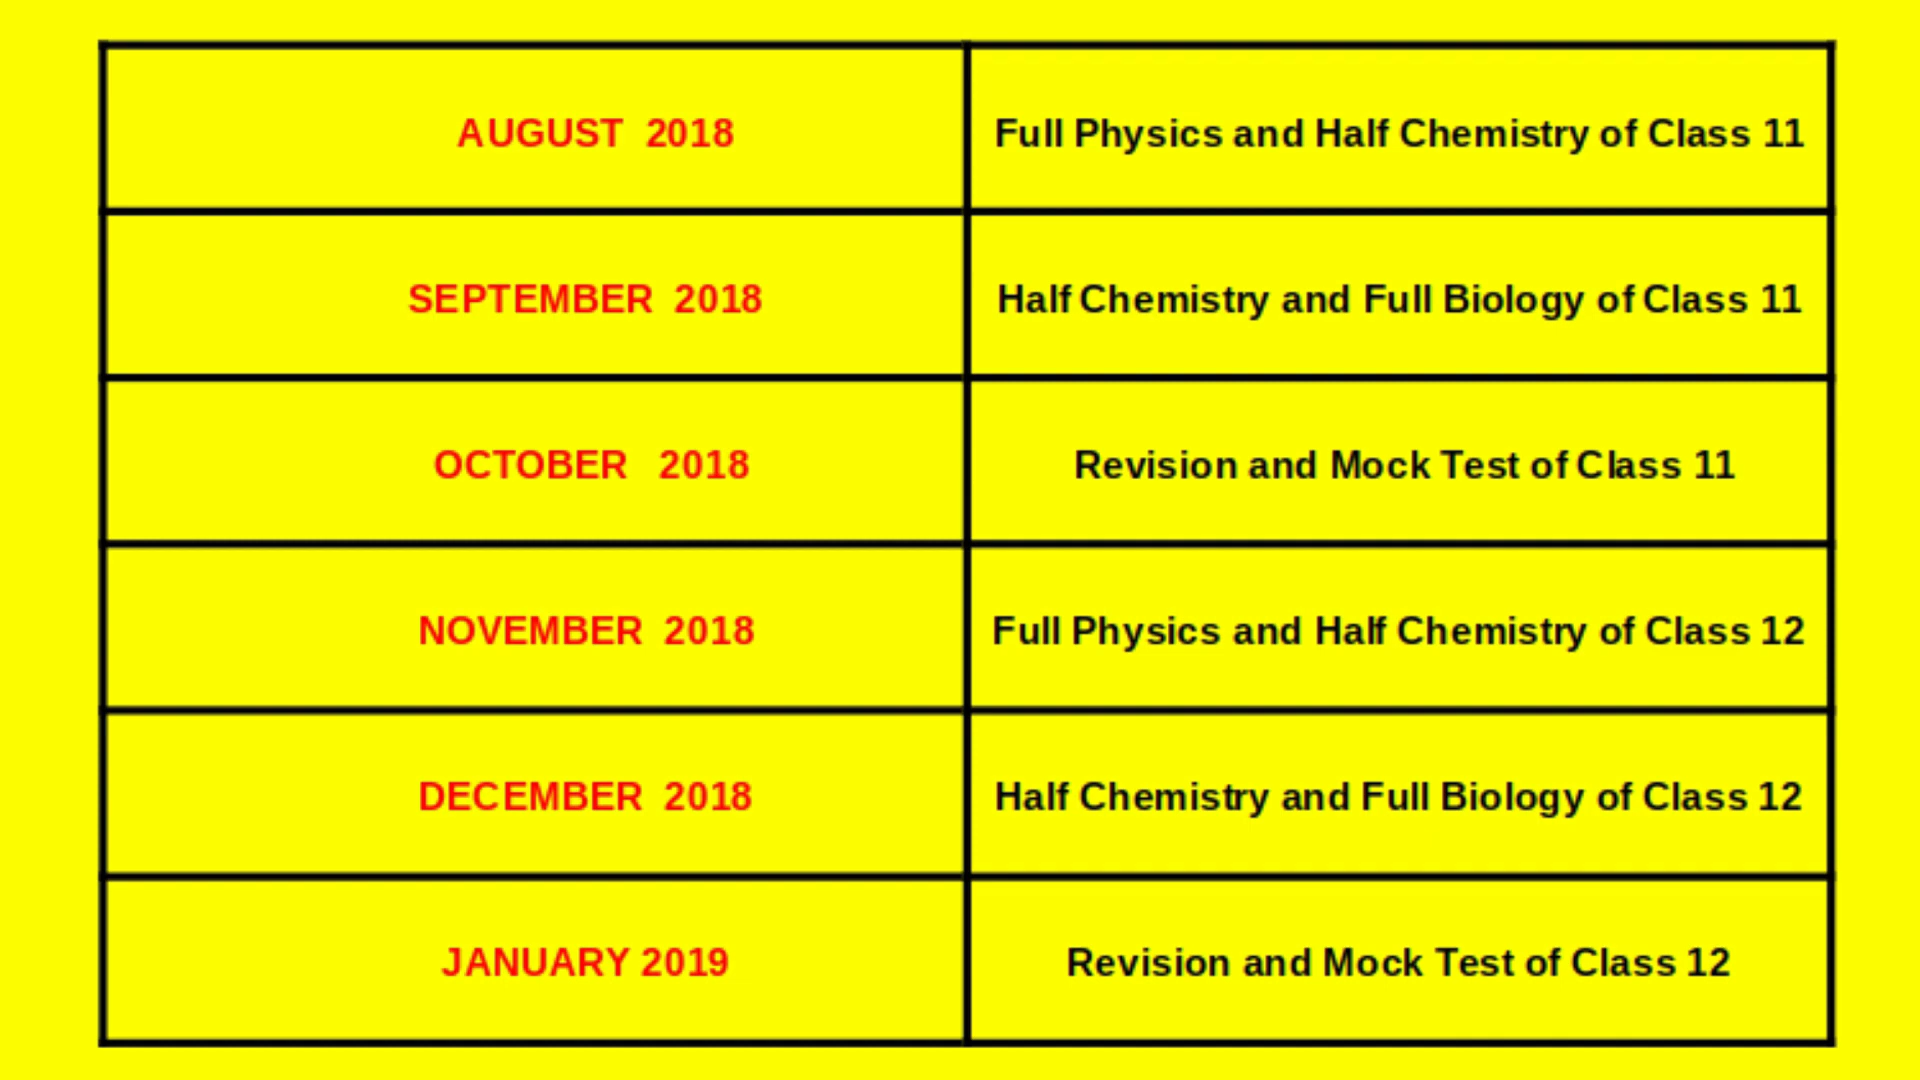 AUGUST 2018 Full Physics and Half Chemistry of Class 11
SEPTEMBER 2018 Half Chemistry and Full Biology of Class 11
OCTOBER 2018 Revision and Mock Test of Class 11
NOVEMBER 2018 Full Physics and Half Chemistry of Class 12
DECEMBER 2018 Half Chemistry and Full Biology of Class 12
JANUARY 2019 Revision and Mock Test of Class 12